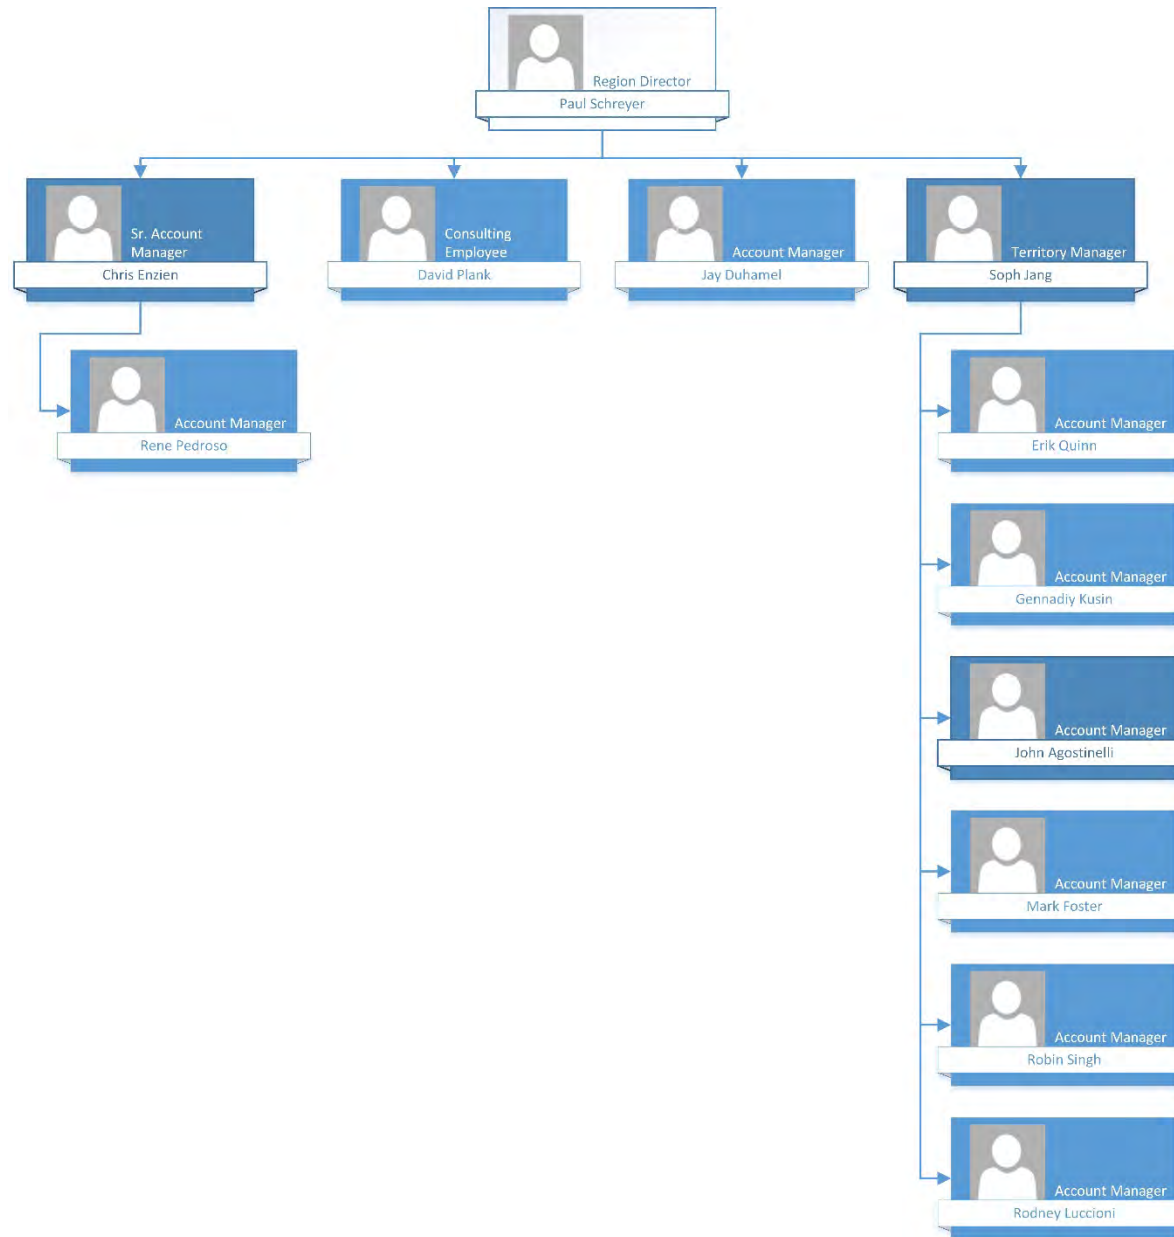 Region Director
Paul Schreyer
Sr. Account
Manager
Chris Enzien
Consulting
Employee
David Plank
Account Manager
Jay Duhamel
Territory Manager
Soph Jang
Account Manager
Rene Pedroso
Account Manager
Erik Quinn
Account Manager
Gennadiy Kusin
Account Manager
John Agostinelli
Account Manager
Mark Foster
Account Manager
Robin Singh
Account Manager
Rodney Luccioni